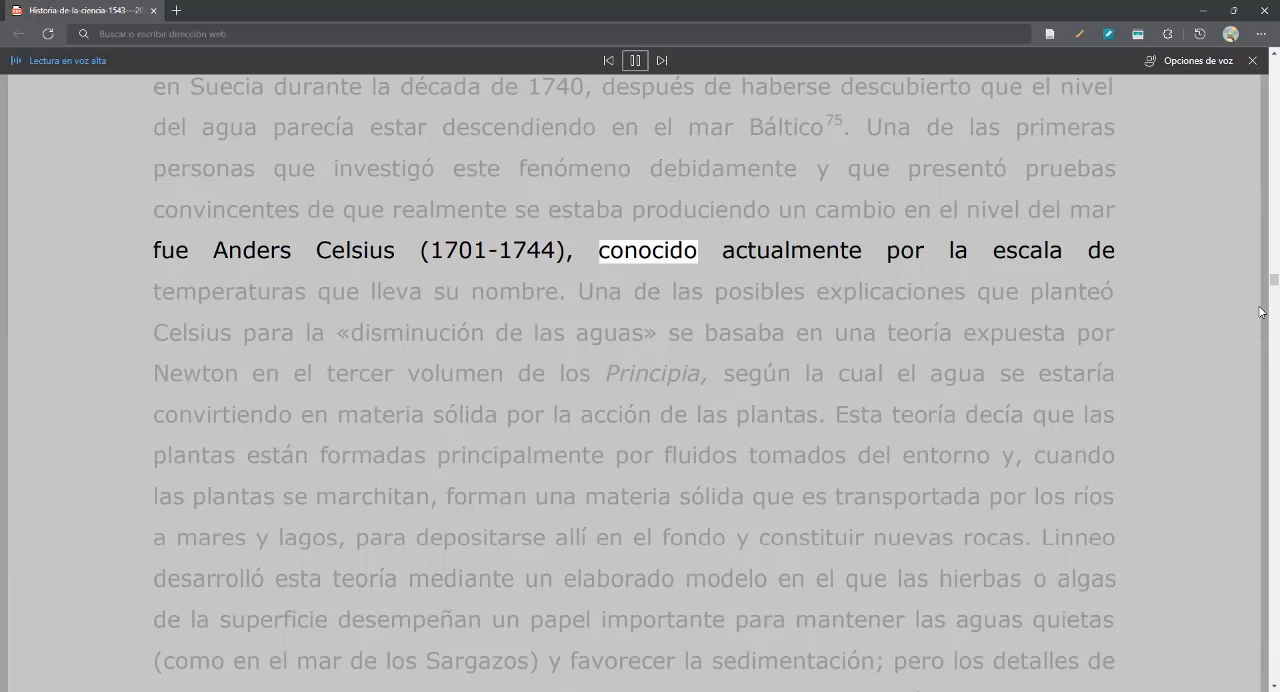 Historia-de-la-ciencia-1543---20
Buscar o escribir dirección web
Lectura en voz alta
Opciones de voz
en Suecia durante la década de 1740, después de haberse descubierto que el nivel
del agua parecía estar descendiendo en el mar Báltico75. Una de las primeras
personas que investigó este fenómeno debidamente y que presentó pruebas
convincentes de que realmente se estaba produciendo un cambio en el nivel del mar
fue Anders Celsius (1701-1744), conocido actualmente por la escala de
temperaturas que lleva su nombre. Una de las posibles explicaciones que planteó
Celsius para la «disminución de las aguas» se basaba en una teoría expuesta por
Newton en el tercer volumen de los Principia, según la cual el agua se estaría
convirtiendo en materia sólida por la acción de las plantas. Esta teoría decía que las
plantas están formadas principalmente por fluidos tomados del entorno y, cuando
las plantas se marchitan, forman una materia sólida que es transportada por los ríos
a mares y lagos, para depositarse allí en el fondo y constituir nuevas rocas. Linneo
desarrolló esta teoría mediante un elaborado modelo en el que las hierbas o algas
de la superficie desempeñan un papel importante para mantener las aguas quietas
(como en el mar de los Sargazos) y favorecer la sedimentación; pero los detalles de